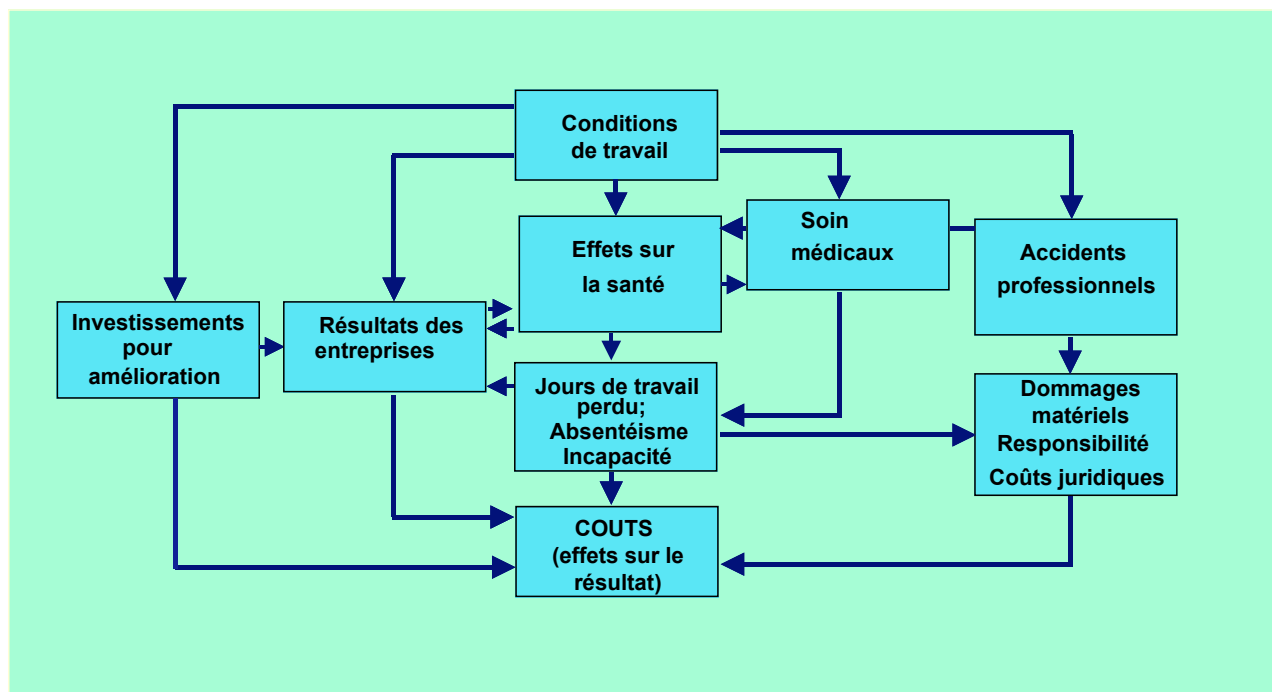 Conditions
de travail
Soin
médicaux
Effets sur
la santé
Accidents
professionnels
Investissements
pour
amélioration
Résultats des
entreprises
Jours de travail
perdu;
Absentéisme
Incapacité
Dommages
matériels
Responsibilité
Coûts juridiques
COUTS
(effets sur le
résultat)